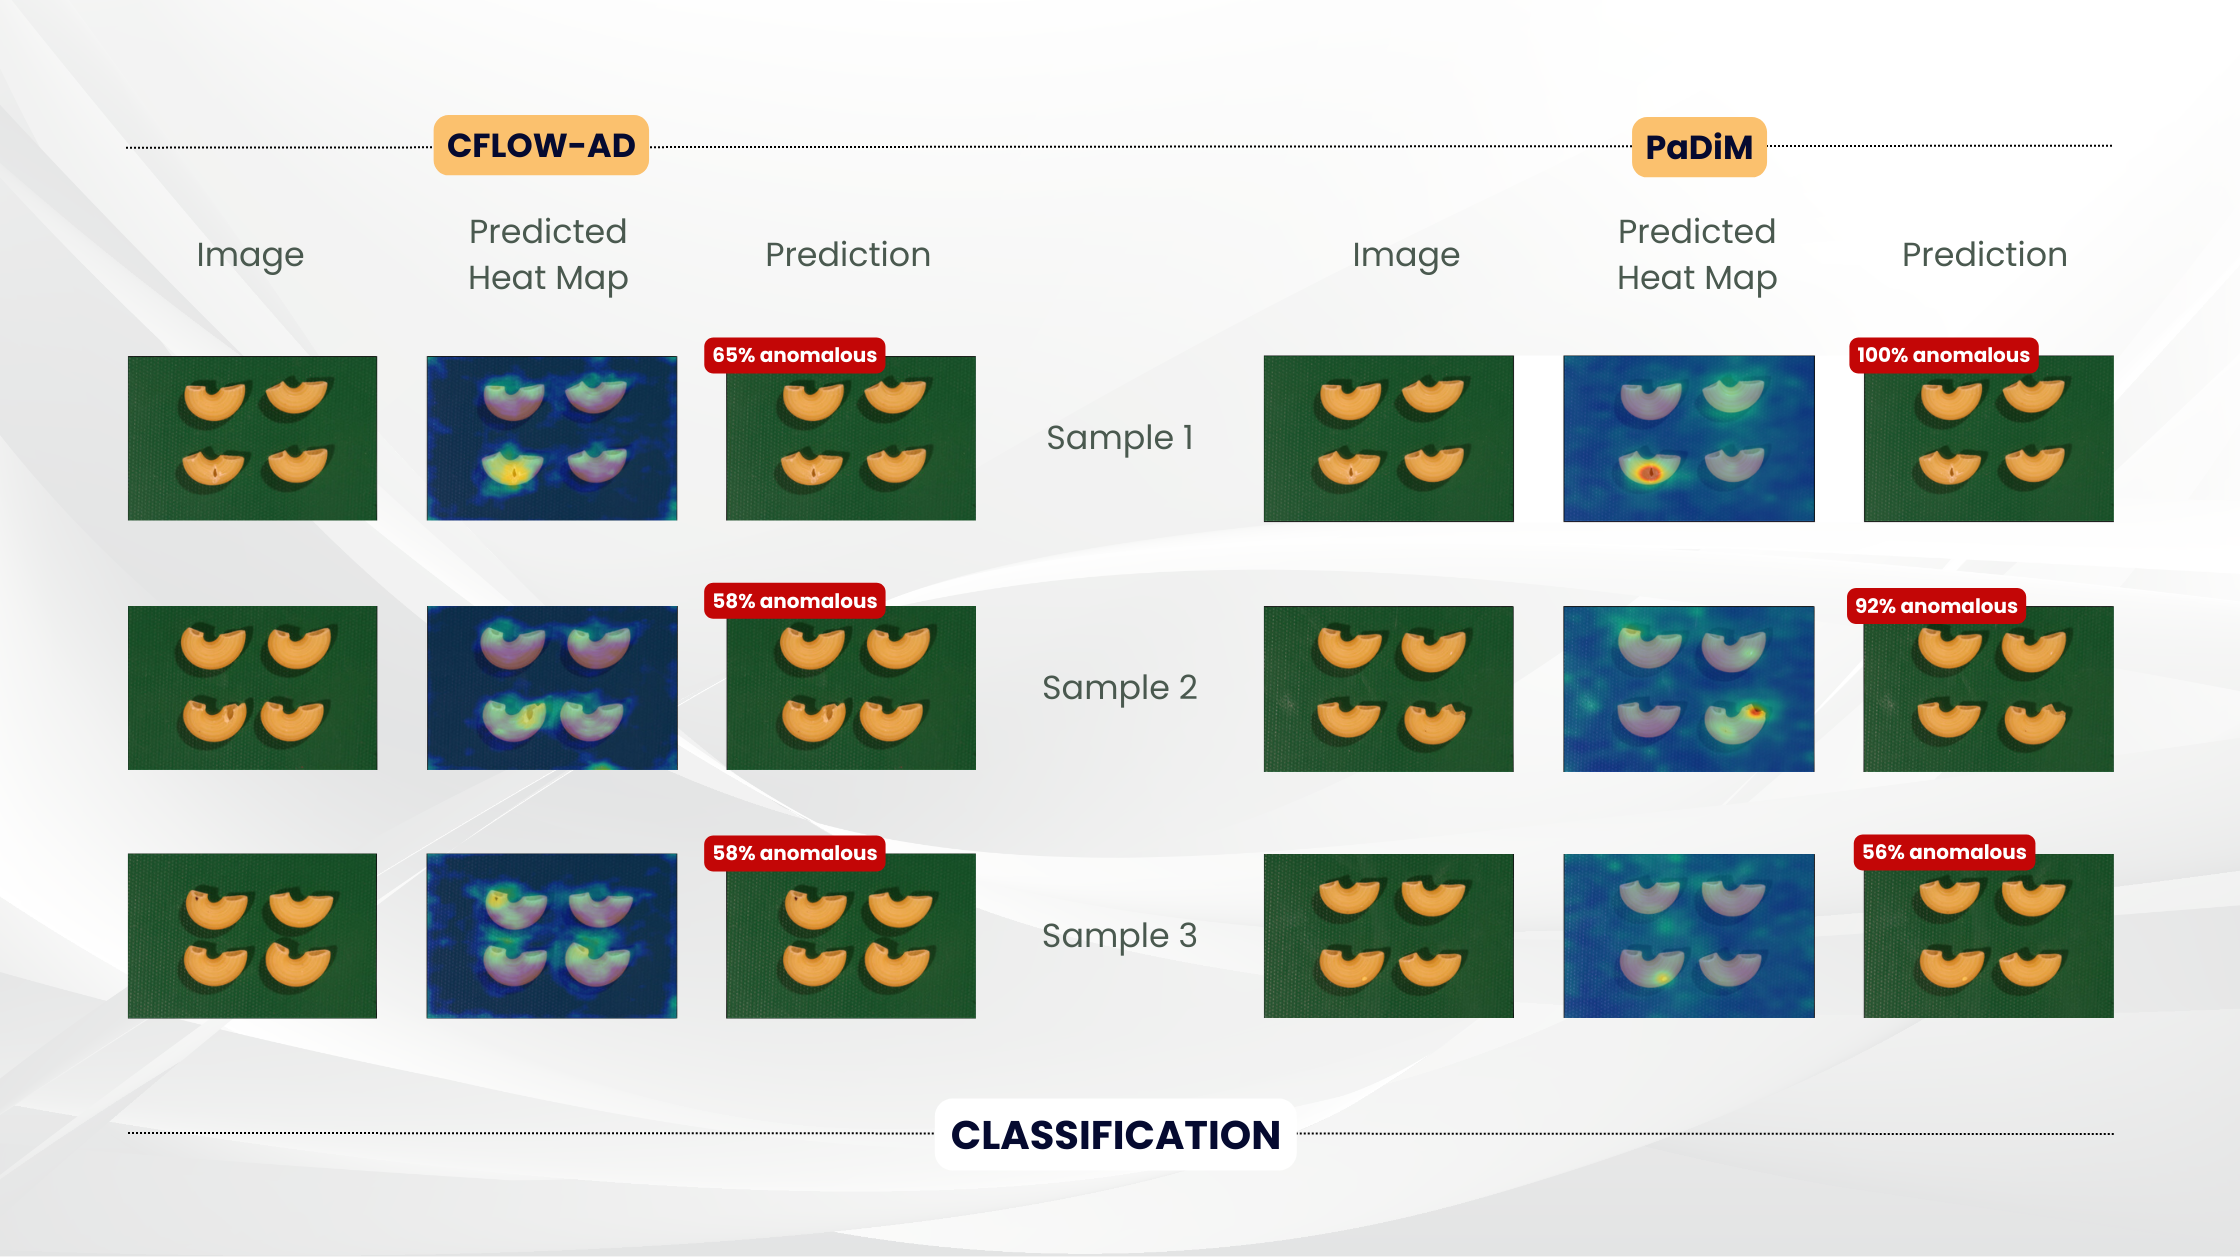 CFLOW-AD
PaDiM
Image
Predicted
Heat Map
Prediction
Image
Predicted
Heat Map
Prediction
65% anomalous
Sample 1
100% anomalous
58% anomalous
Sample 2
92% anomalous
58% anomalous
Sample 3
56% anomalous
CLASSIFICATION